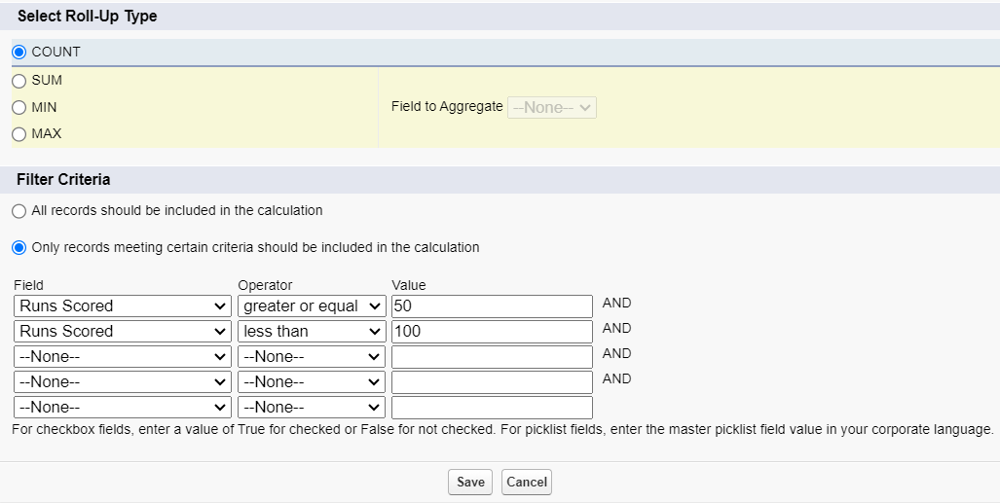 Select Roll-Up Type
COUNT
SUM
MIN
Field to Aggregate --None--
MAX
Filter Criteria
All records should be included in the calculation
Only records meeting certain criteria should be included in the calculation
Field Operator Value
Runs Scored greater or equal 50 AND
Runs Scored less than 100 AND
--None-- --None-- AND
--None-- --None-- AND
--None-- --None--
For checkbox fields, enter a value of True for checked or False for not checked. For picklist fields, enter the master picklist field value in your corporate language.
Save Cancel